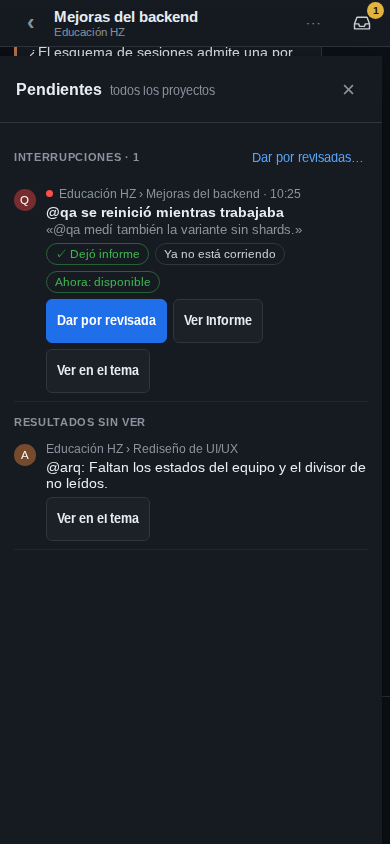 ‹ Mejoras del backend ··· 1
Educación HZ
¿El esquema de sesiones admite una por
Pendientes todos los proyectos ×
INTERRUPCIONES · 1 Dar por revisadas…
Q Educación HZ › Mejoras del backend · 10:25
@qa se reinició mientras trabajaba
«@qa medí también la variante sin shards.»
✓ Dejó informe Ya no está corriendo
Ahora: disponible
Dar por revisada Ver informe
Ver en el tema
RESULTADOS SIN VER
A Educación HZ › Rediseño de UI/UX
@arq: Faltan los estados del equipo y el divisor de
no leídos.
Ver en el tema